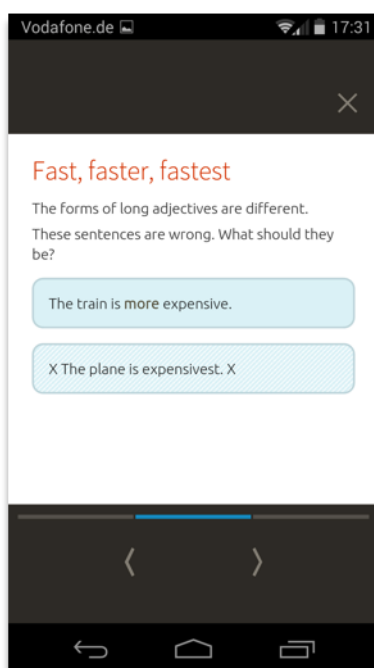 Vodafone.de 17:31
Fast, faster, fastest
The forms of long adjectives are different.
These sentences are wrong. What should they
be?
The train is more expensive.
X The plane is expensivest. X